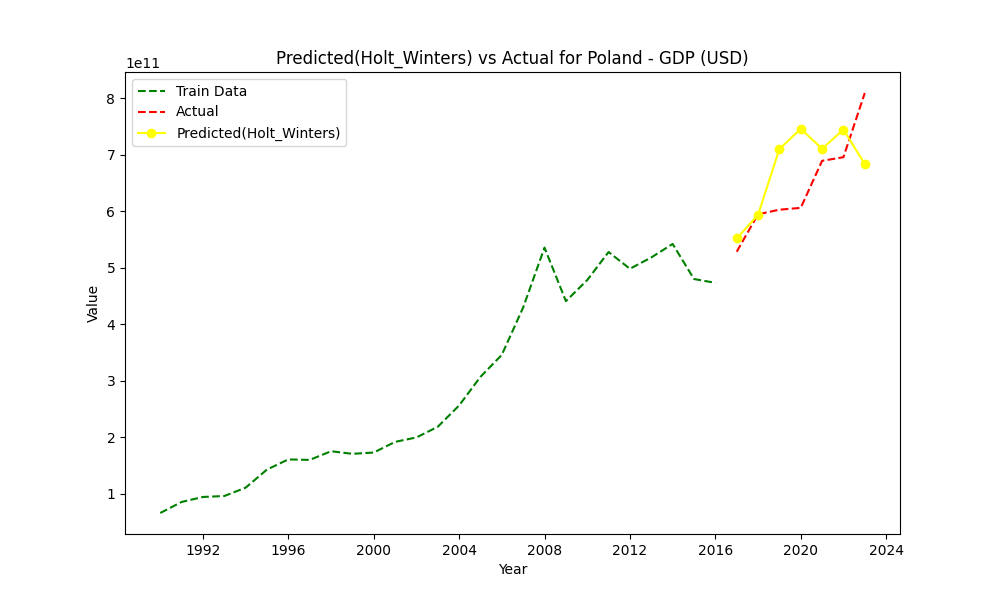 Predicted(Holt_Winters) vs Actual for Poland - GDP (USD)
1e11
Train Data
Actual
Predicted(Holt_Winters)
8
7
6
5
4
3
2
1
Value
1992 1996 2000 2004 2008 2012 2016 2020 2024
Year